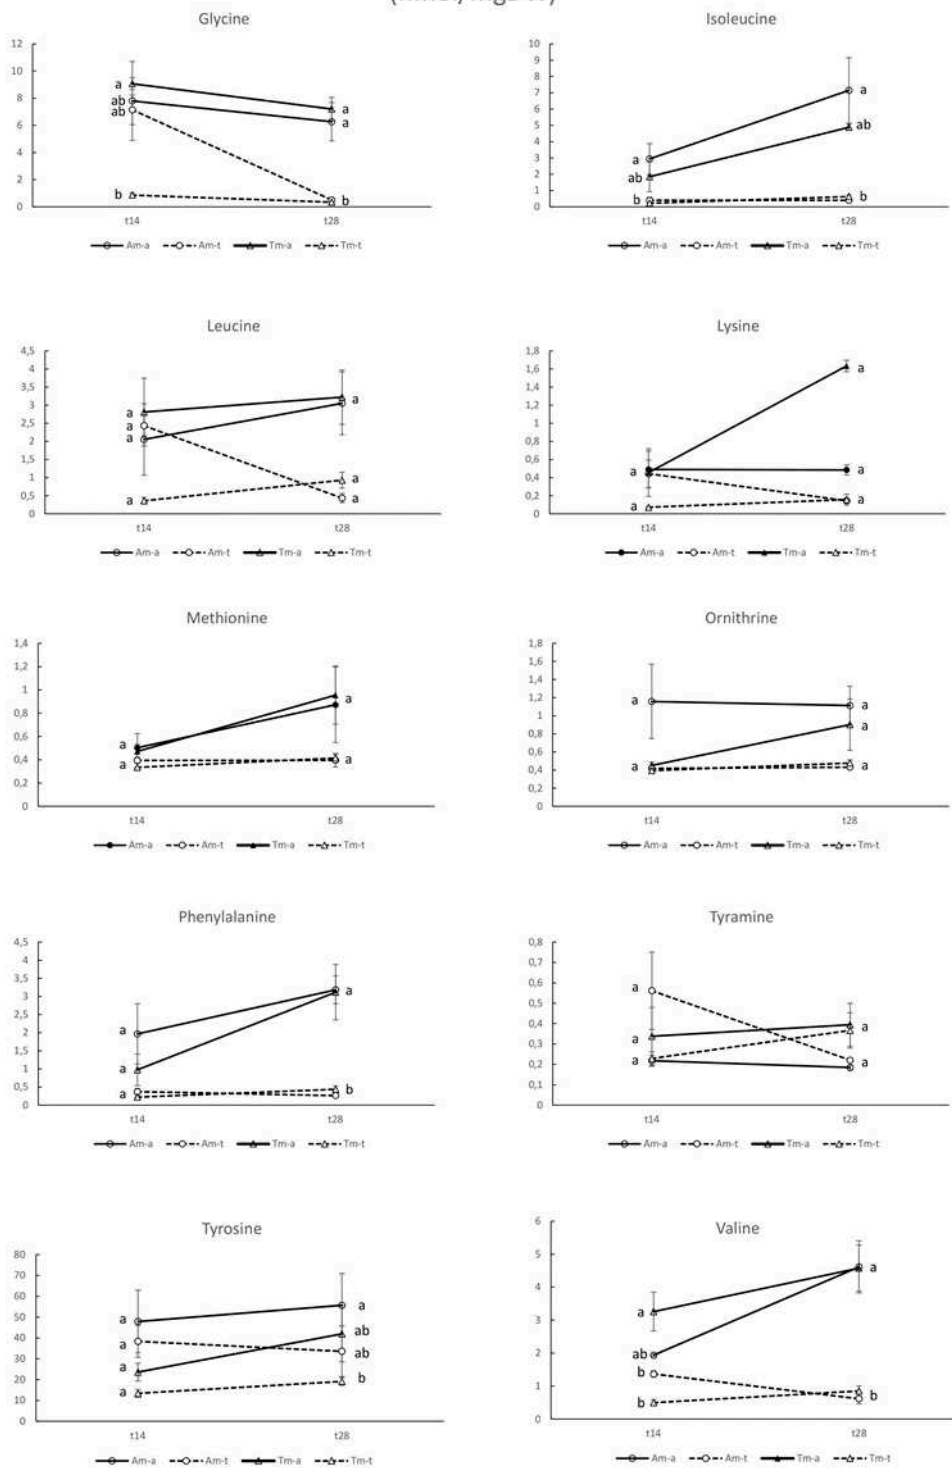 Glycine
12
10
8
6
4
2
0
a
ab
ab
b
a
a
b
t14 t28
Am-a Am-t Tm-a Tm-t
Isoleucine
10
9
8
7
6
5
4
3
2
1
0
a
ab
b
a
ab
b
t14 t28
Am-a Am-t Tm-a Tm-t
Leucine
4,5
4
3,5
3
2,5
2
1,5
1
0,5
0
a
a
a
a
a
a
a
t14 t28
Am-a Am-t Tm-a Tm-t
Lysine
1,8
1,6
1,4
1,2
1
0,8
0,6
0,4
0,2
0
a
a
a
a
a
t14 t28
Am-a Am-t Tm-a Tm-t
Methionine
1,4
1,2
1
0,8
0,6
0,4
0,2
0
a
a
a
a
t14 t28
Am-a Am-t Tm-a Tm-t
Ornithrine
1,8
1,6
1,4
1,2
1
0,8
0,6
0,4
0,2
0
a
a
a
a
a
t14 t28
Am-a Am-t Tm-a Tm-t
Phenylalanine
4,5
4
3,5
3
2,5
2
1,5
1
0,5
0
a
a
a
a
b
t14 t28
Am-a Am-t Tm-a Tm-t
Tyramine
0,8
0,7
0,6
0,5
0,4
0,3
0,2
0,1
0
a
a
a
a
a
t14 t28
Am-a Am-t Tm-a Tm-t
Tyrosine
80
70
60
50
40
30
20
10
0
a
a
a
a
a
ab
ab
b
t14 t28
Am-a Am-t Tm-a Tm-t
Valine
6
5
4
3
2
1
0
a
ab
b
b
a
b
t14 t28
Am-a Am-t Tm-a Tm-t